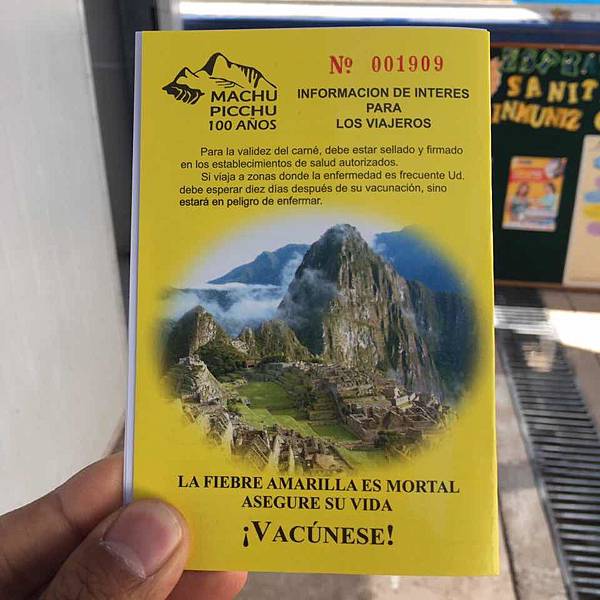 Nº 001909
MACHU
PICCHU
100 AÑOS
INFORMACION DE INTERES
PARA
LOS VIAJEROS
Para la validez del carné, debe estar sellado y firmado
en los establecimientos de salud autorizados.
Si viaja a zonas donde la enfermedad es frecuente Ud.
debe esperar diez días después de su vacunación, sino
estará en peligro de enfermar.
LA FIEBRE AMARILLA ES MORTAL
ASEGURE SU VIDA
¡VACÚNESE!
SANIT
INMUNIZ